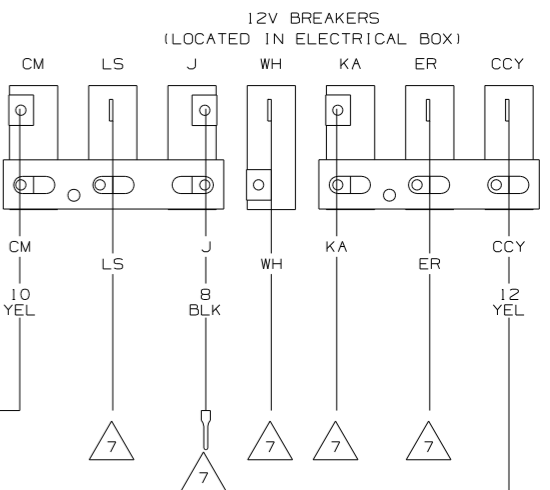 12V BREAKERS
(LOCATED IN ELECTRICAL BOX)
CM LS J WH KA ER CCY
CM J KA CCY
LS WH ER
10 8 12
YEL BLK YEL
7 7 7 7
7